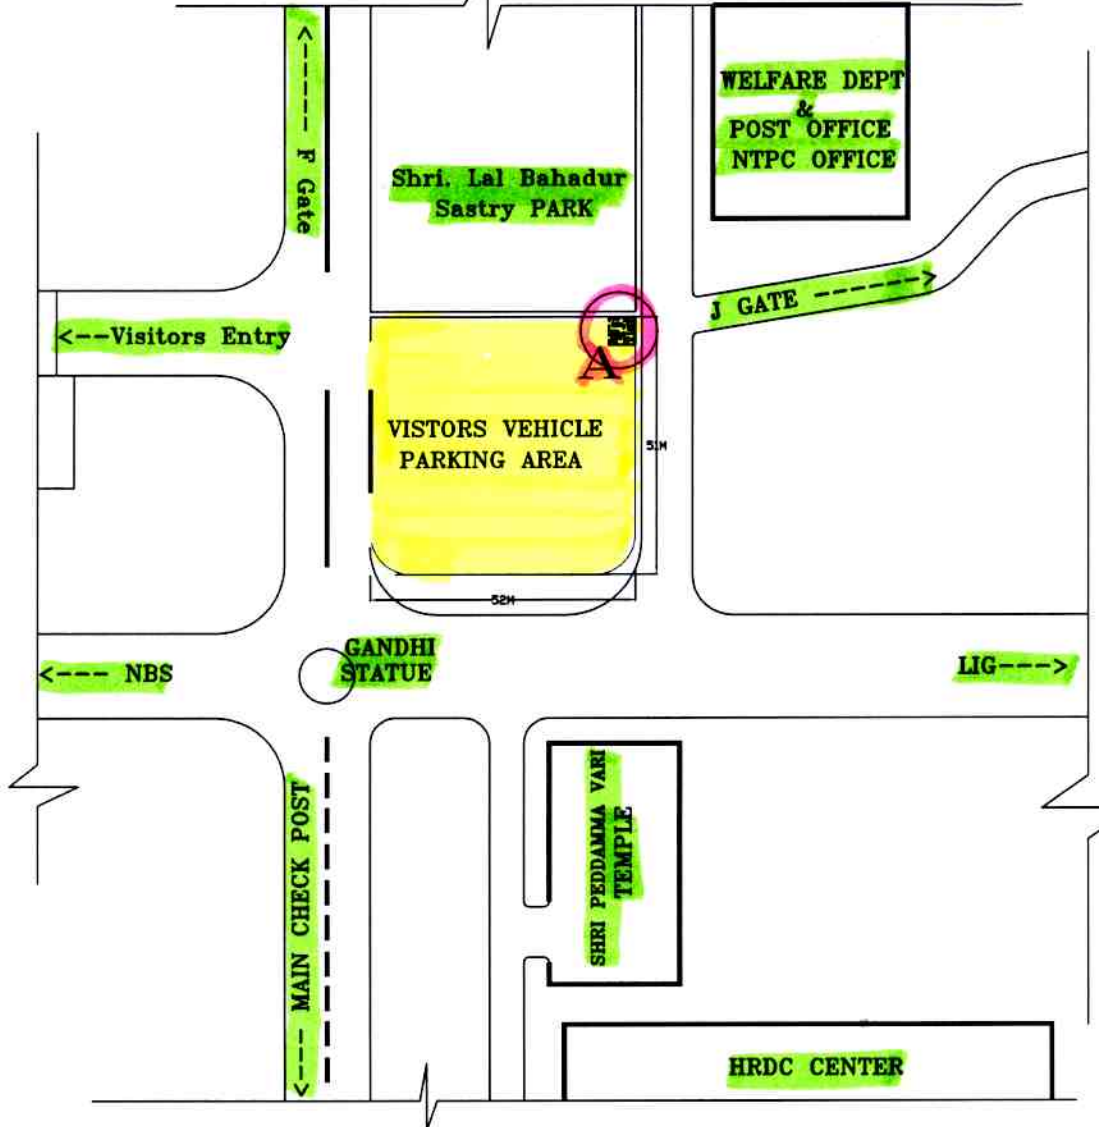 <----- F Gate
WELFARE DEPT
&
POST OFFICE
NTPC OFFICE
Shri. Lal Bahadur
Sastry PARK
J GATE ------>
<--Visitors Entry
A
VISTORS VEHICLE
PARKING AREA
51M
52M
GANDHI
STATUE
<--- NBS
LIG--->
SHRI PEDDAMMA VARI
TEMPLE
<--- MAIN CHECK POST
HRDC CENTER